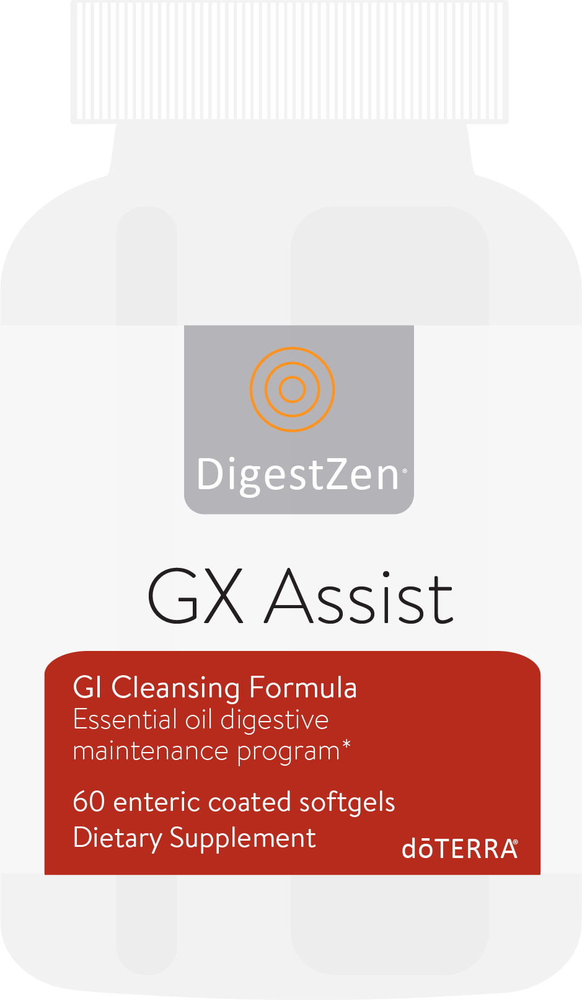 DigestZen®
GX Assist
GI Cleansing Formula
Essential oil digestive
maintenance program*
60 enteric coated softgels
Dietary Supplement
dōTERRA®